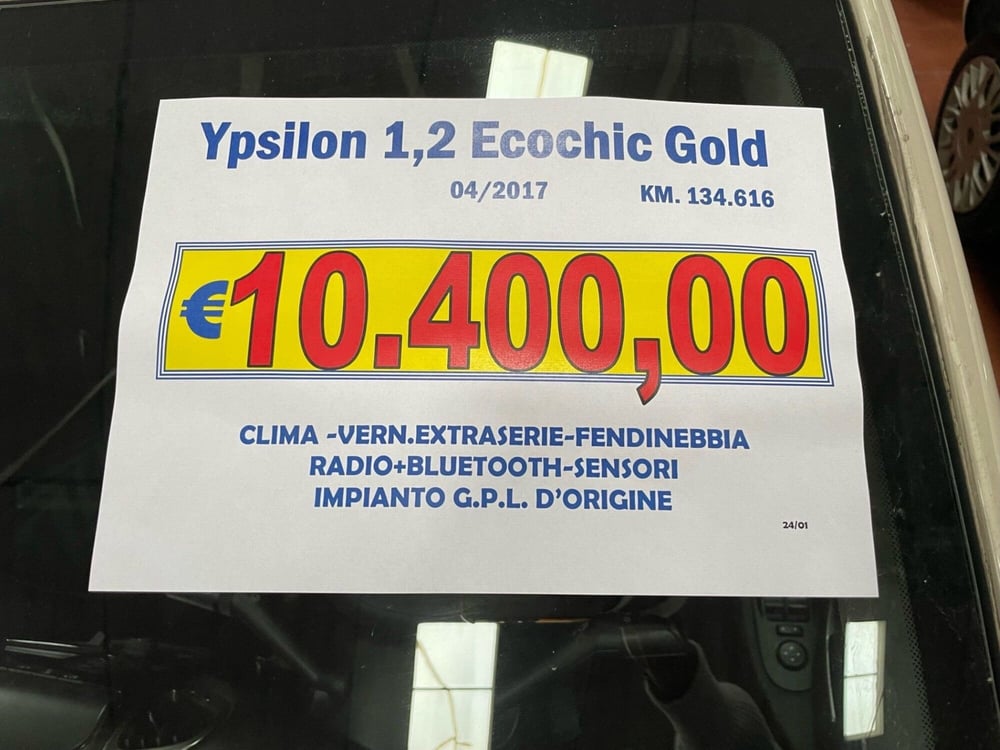 Ypsilon 1,2 Ecochic Gold
04/2017 KM. 134.616
€10.400,00
CLIMA -VERN.EXTRASERIE-FENDINEBBIA
RADIO+BLUETOOTH-SENSORI
IMPIANTO G.P.L. D'ORIGINE
24/01